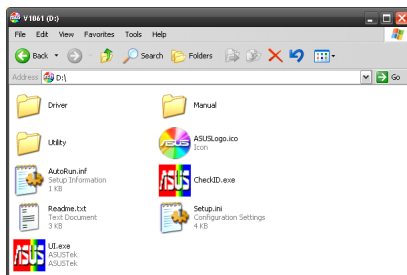 V1061 (D:)
File Edit View Favorites Tools Help
Back Search Folders
Address D:\ Go
Driver Manual
Utility ASUSLogo.ico
Icon
AutoRun.inf
Setup Information
1 KB
CheckID.exe
Readme.txt
Text Document
3 KB
Setup.ini
Configuration Settings
4 KB
UI.exe
ASUSTek
ASUSTek